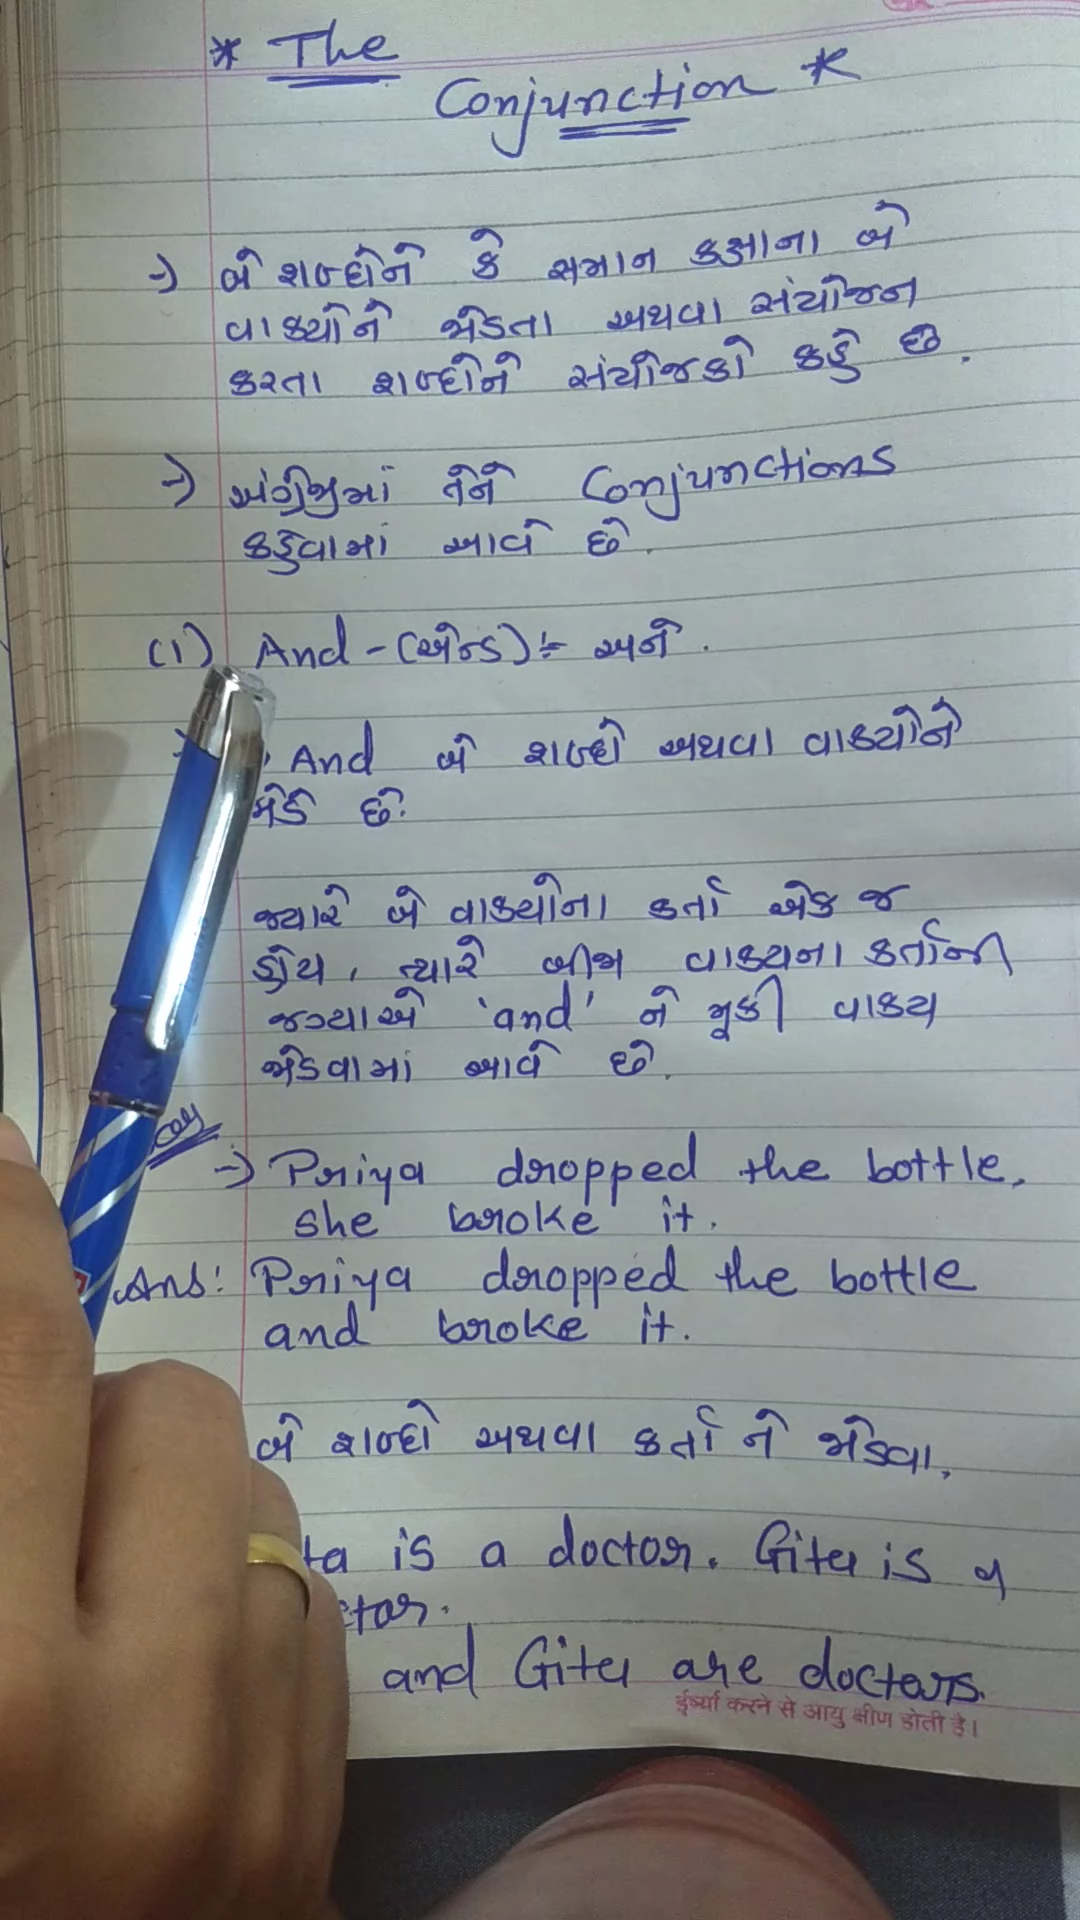 * The
Conjunction *
→ બે શબ્દોને કે સમાન કક્ષાના બે
વાક્યોને જોડતા અથવા સંયોજન
કરતા શબ્દોને સંયોજકો કહે છે.
→ અંગ્રેજીમાં તેને Conjunctions
કહેવામાં આવે છે.
(1) And - (એન્ડ) :- અને.
And બે શબ્દો અથવા વાક્યોને
જોડે છે.
જ્યારે બે વાક્યોના કર્તા એક જ
હોય, ત્યારે બીજા વાક્યના કર્તાની
જગ્યાએ 'and' ને મૂકી વાક્ય
જોડવામાં આવે છે.
→ Priya dropped the bottle.
she broke it.
Ans: Priya dropped the bottle
and broke it.
બે શબ્દો અથવા કર્તા ને જોડવા.
ta is a doctor. Gita is a
ctor.
and Gita are doctors.
ईर्ष्या करने से आयु क्षीण होती है।